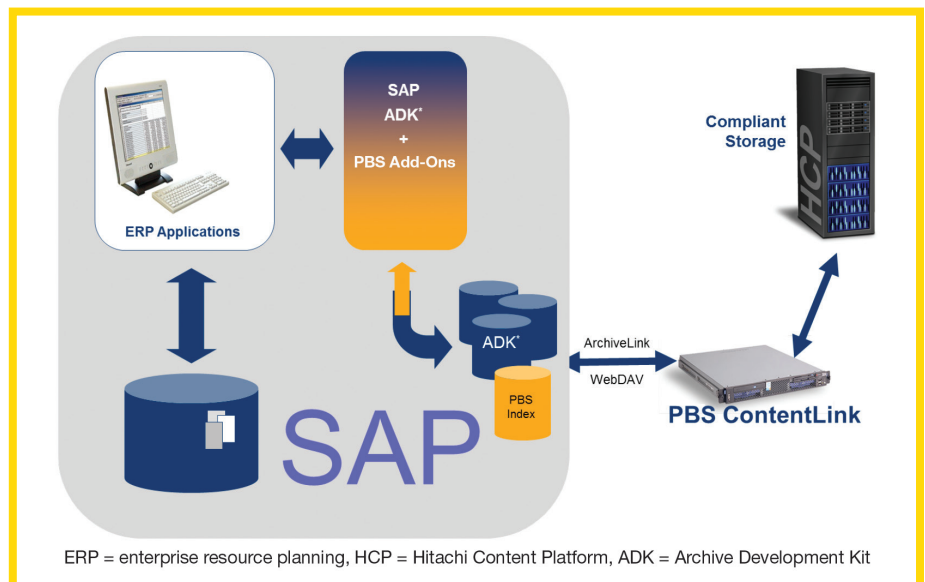 SAP
ADK*
+
PBS Add-Ons
ERP Applications
Compliant
Storage
HCP
ADK*
PBS
Index
ArchiveLink
WebDAV
PBS ContentLink
SAP
ERP = enterprise resource planning, HCP = Hitachi Content Platform, ADK = Archive Development Kit